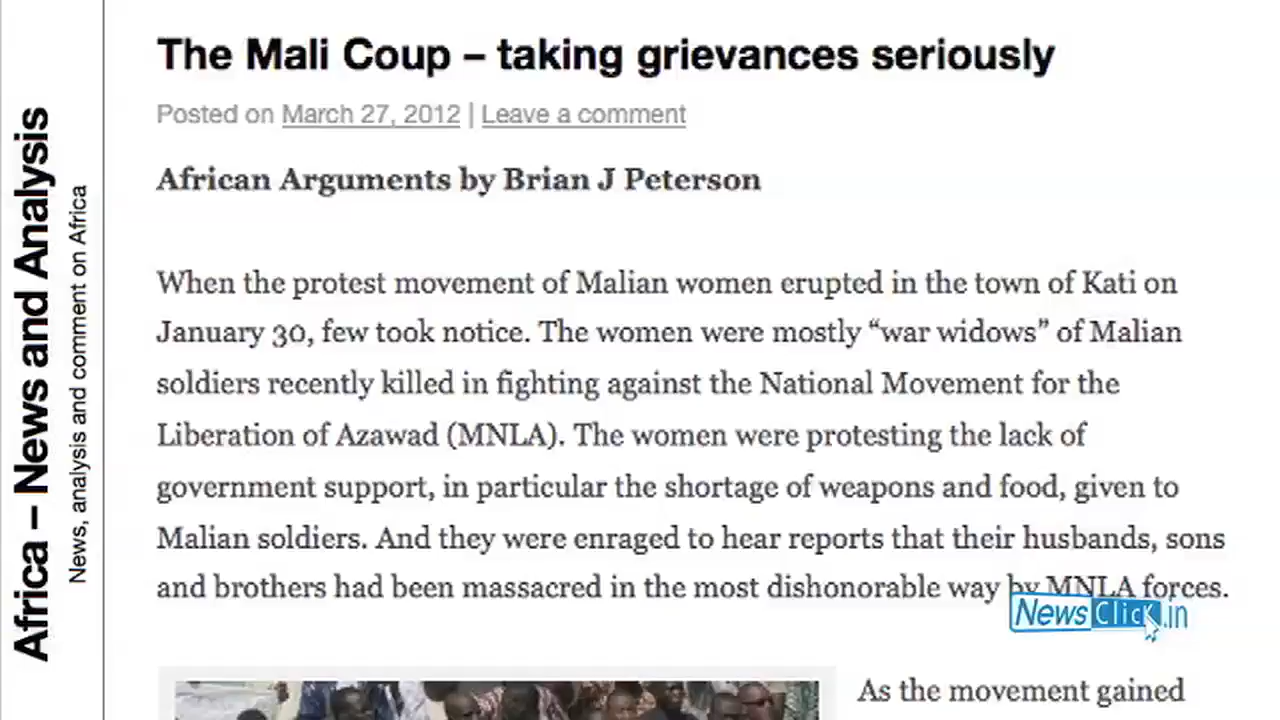 Africa – News and Analysis
News, analysis and comment on Africa
The Mali Coup – taking grievances seriously
Posted on March 27, 2012 | Leave a comment
African Arguments by Brian J Peterson
When the protest movement of Malian women erupted in the town of Kati on
January 30, few took notice. The women were mostly “war widows” of Malian
soldiers recently killed in fighting against the National Movement for the
Liberation of Azawad (MNLA). The women were protesting the lack of
government support, in particular the shortage of weapons and food, given to
Malian soldiers. And they were enraged to hear reports that their husbands, sons
and brothers had been massacred in the most dishonorable way by MNLA forces.
NewsClick.in
As the movement gained